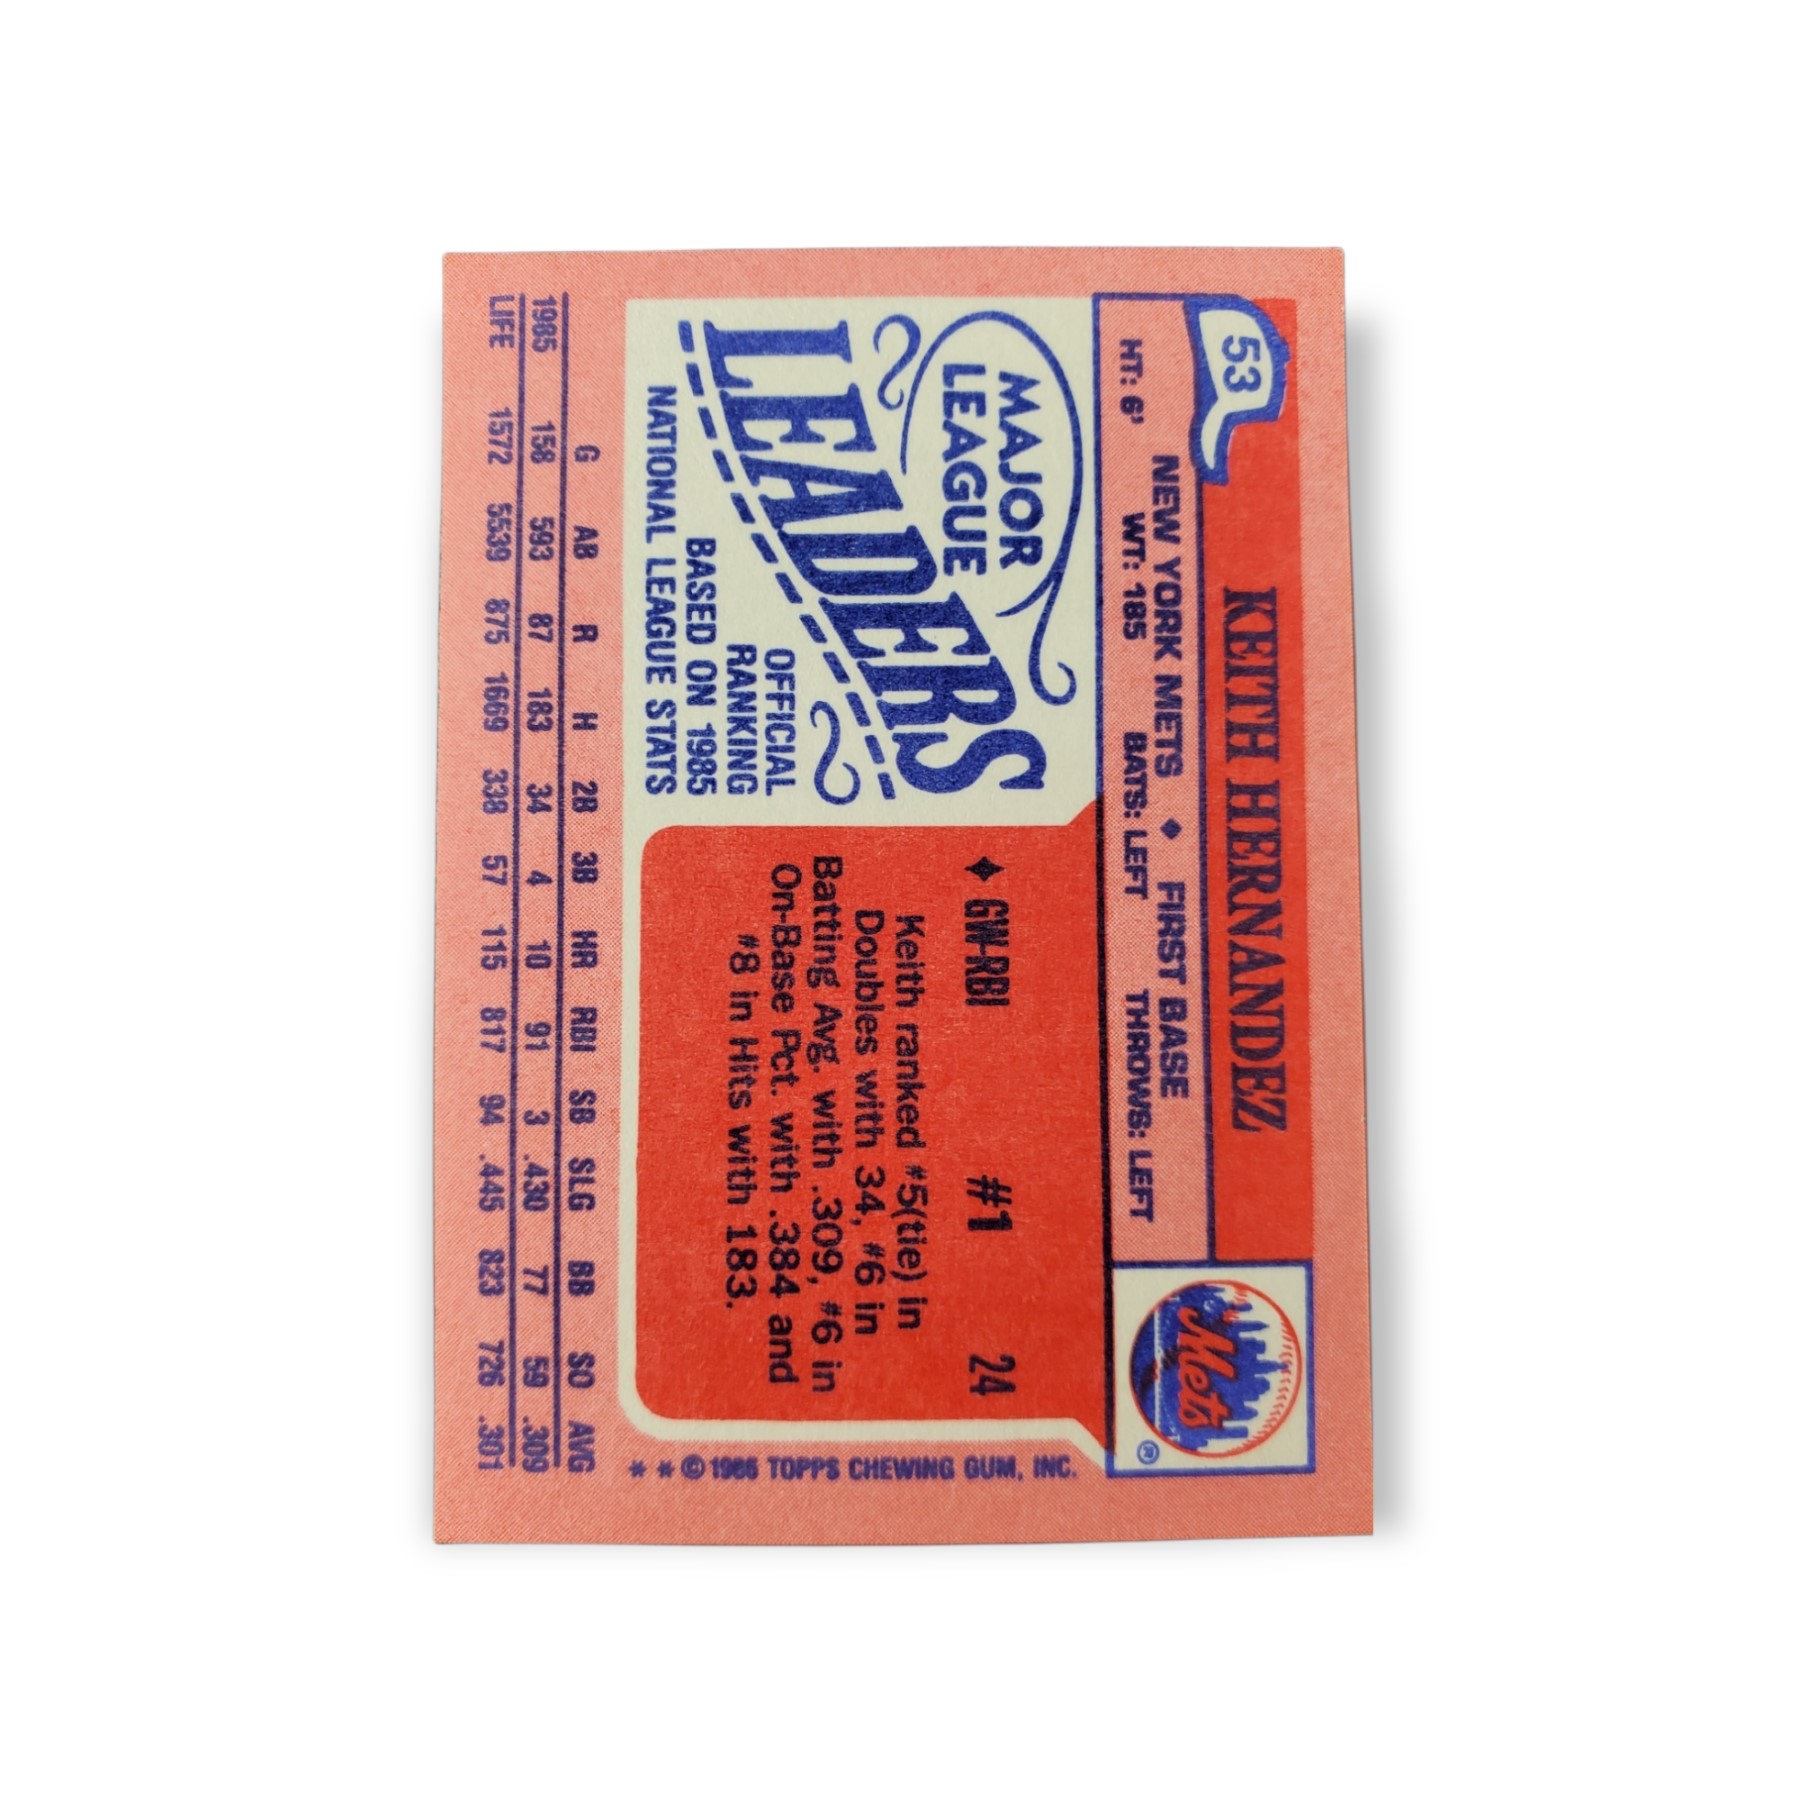 53
KEITH HERNANDEZ
NEW YORK METS ◆ FIRST BASE
HT: 6' WT: 185 BATS: LEFT THROWS: LEFT
Mets
®
MAJOR
LEAGUE
LEADERS
OFFICIAL
RANKING
BASED ON 1985
NATIONAL LEAGUE STATS
◆ GW-RBI #1 24
Keith ranked #5(tie) in
Doubles with 34, #6 in
Batting Avg. with .309, #6 in
On-Base Pct. with .384 and
#8 in Hits with 183.
* * © 1986 TOPPS CHEWING GUM, INC.
G AB R H 2B 3B HR RBI SB SLG BB SO AVG
1985 158 593 87 183 34 4 10 91 3 .430 77 59 .309
LIFE 1572 5539 875 1669 338 57 115 817 94 .445 823 726 .301